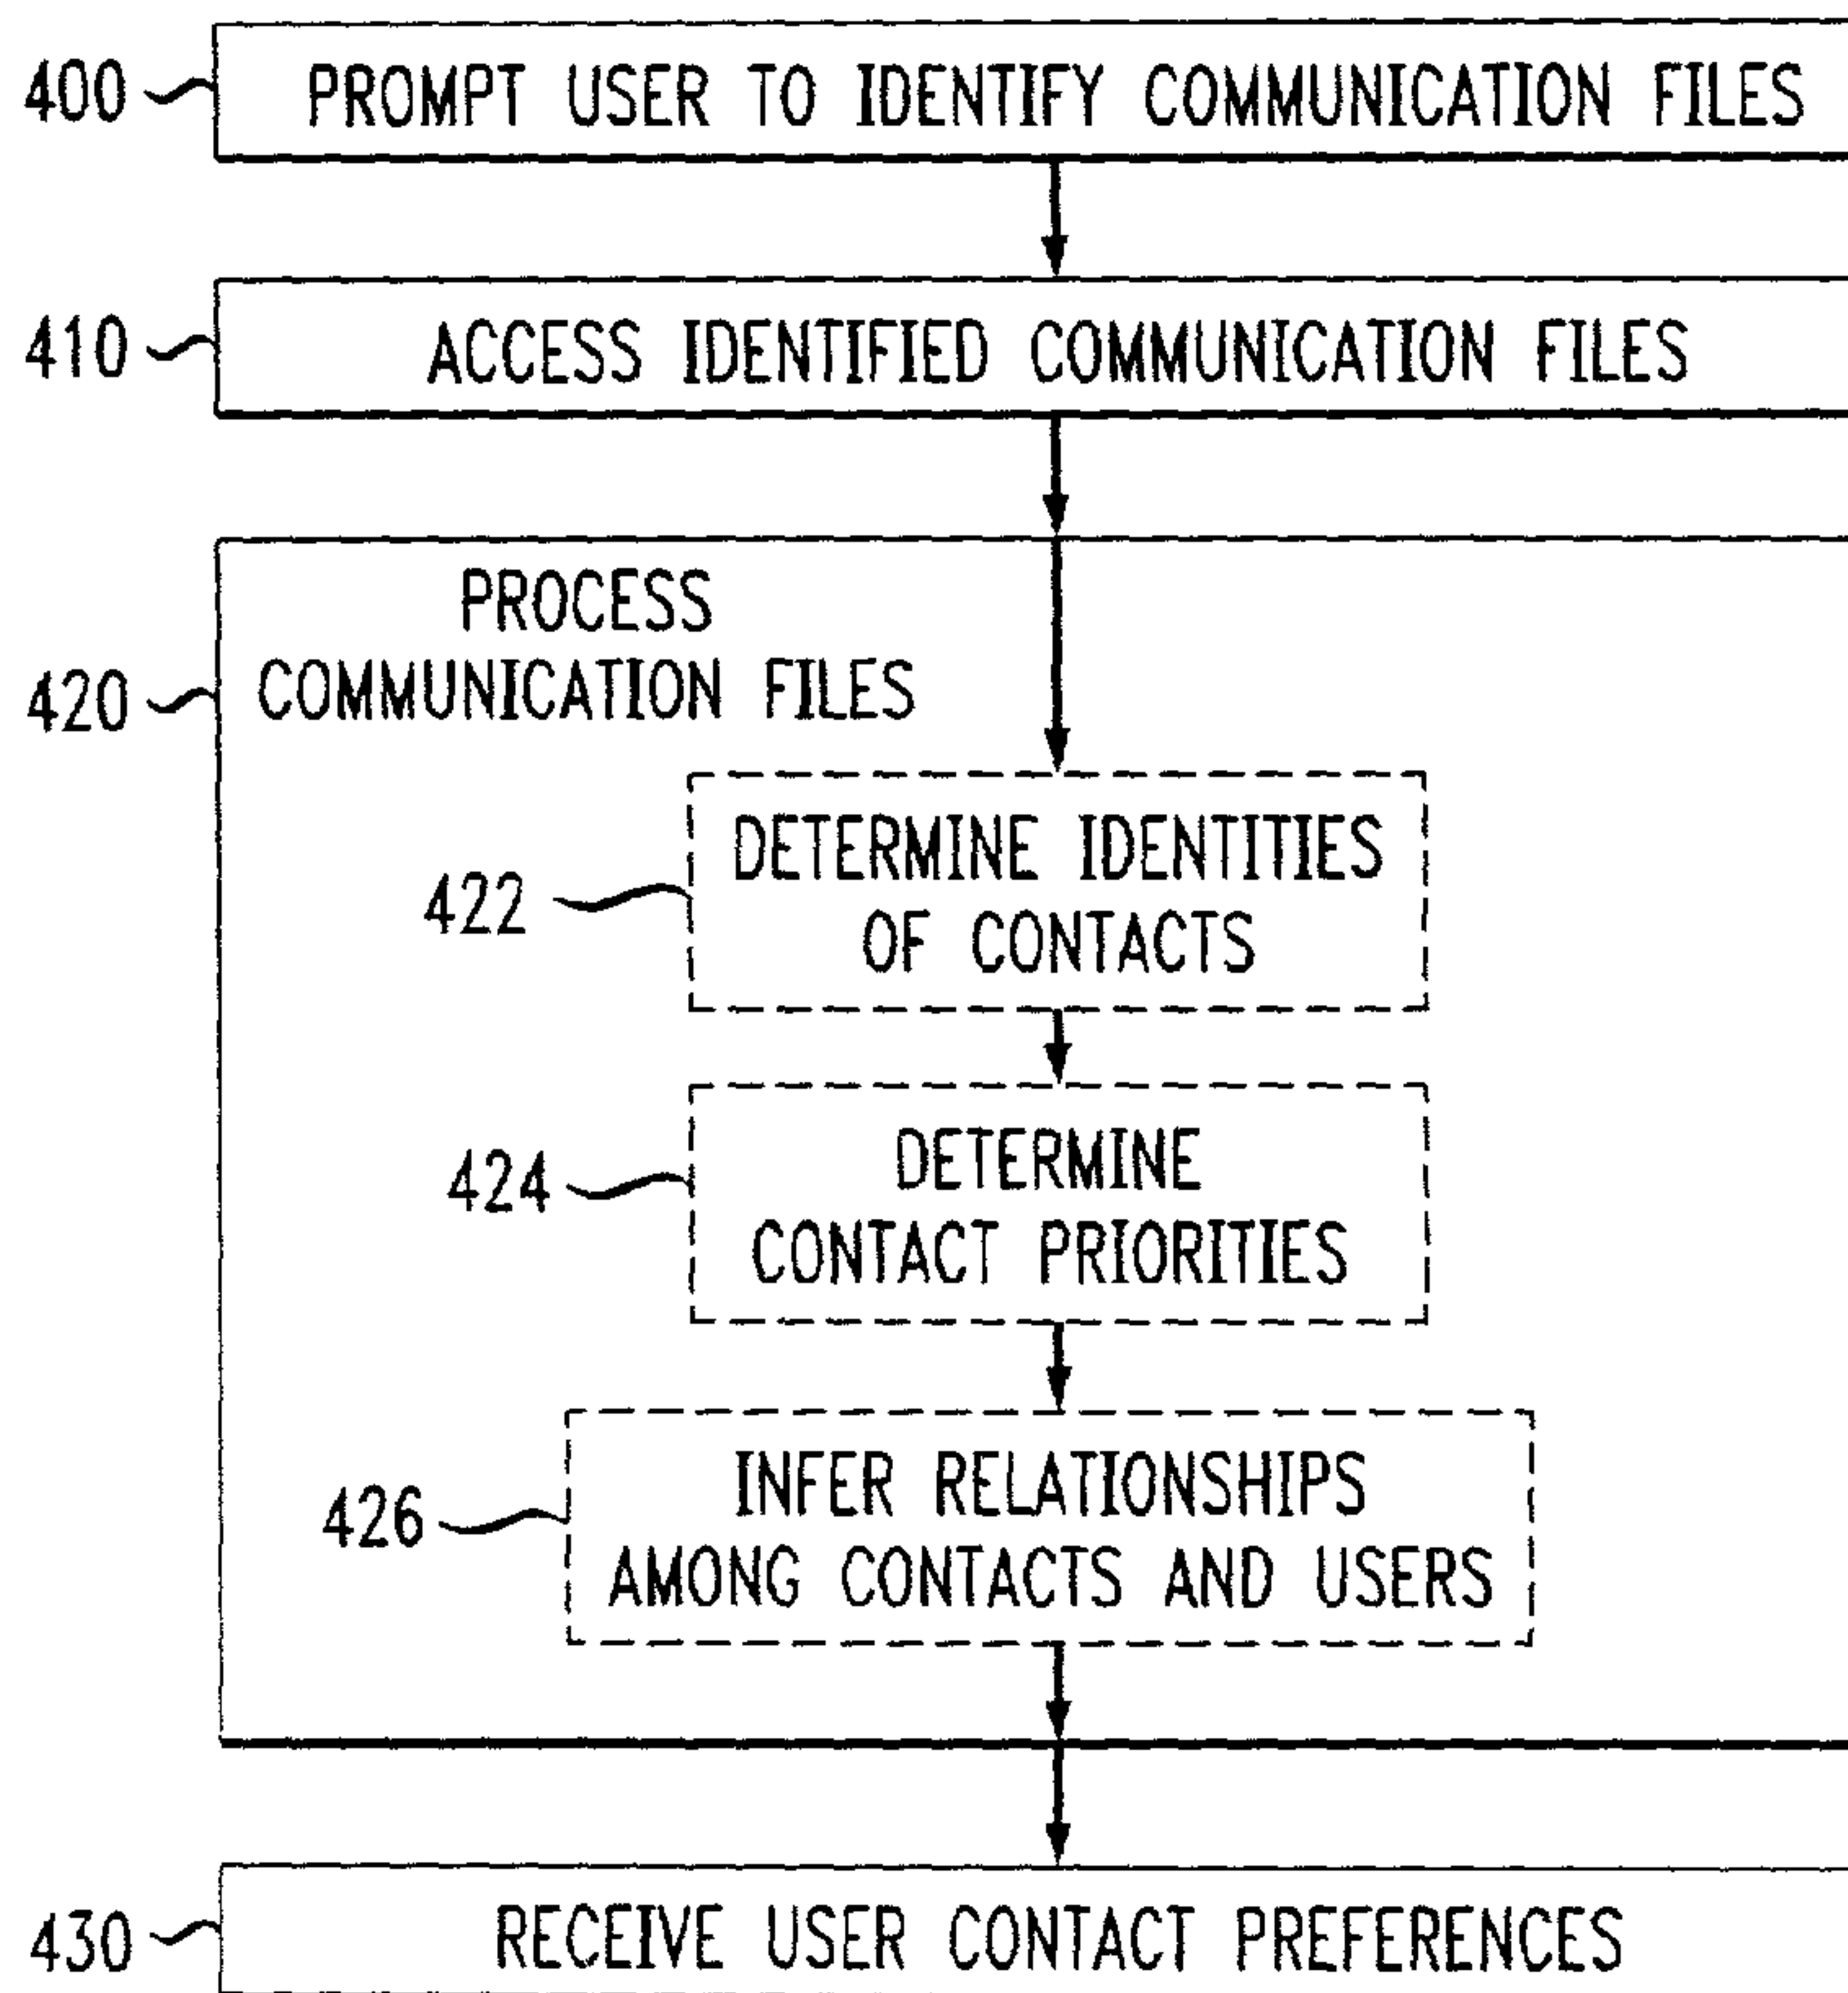 400 PROMPT USER TO IDENTIFY COMMUNICATION FILES
410 ACCESS IDENTIFIED COMMUNICATION FILES
PROCESS
420 COMMUNICATION FILES
DETERMINE IDENTITIES
422
OF CONTACTS
DETERMINE
424
CONTACT PRIORITIES
INFER RELATIONSHIPS
426
AMONG CONTACTS AND USERS
430 RECEIVE USER CONTACT PREFERENCES